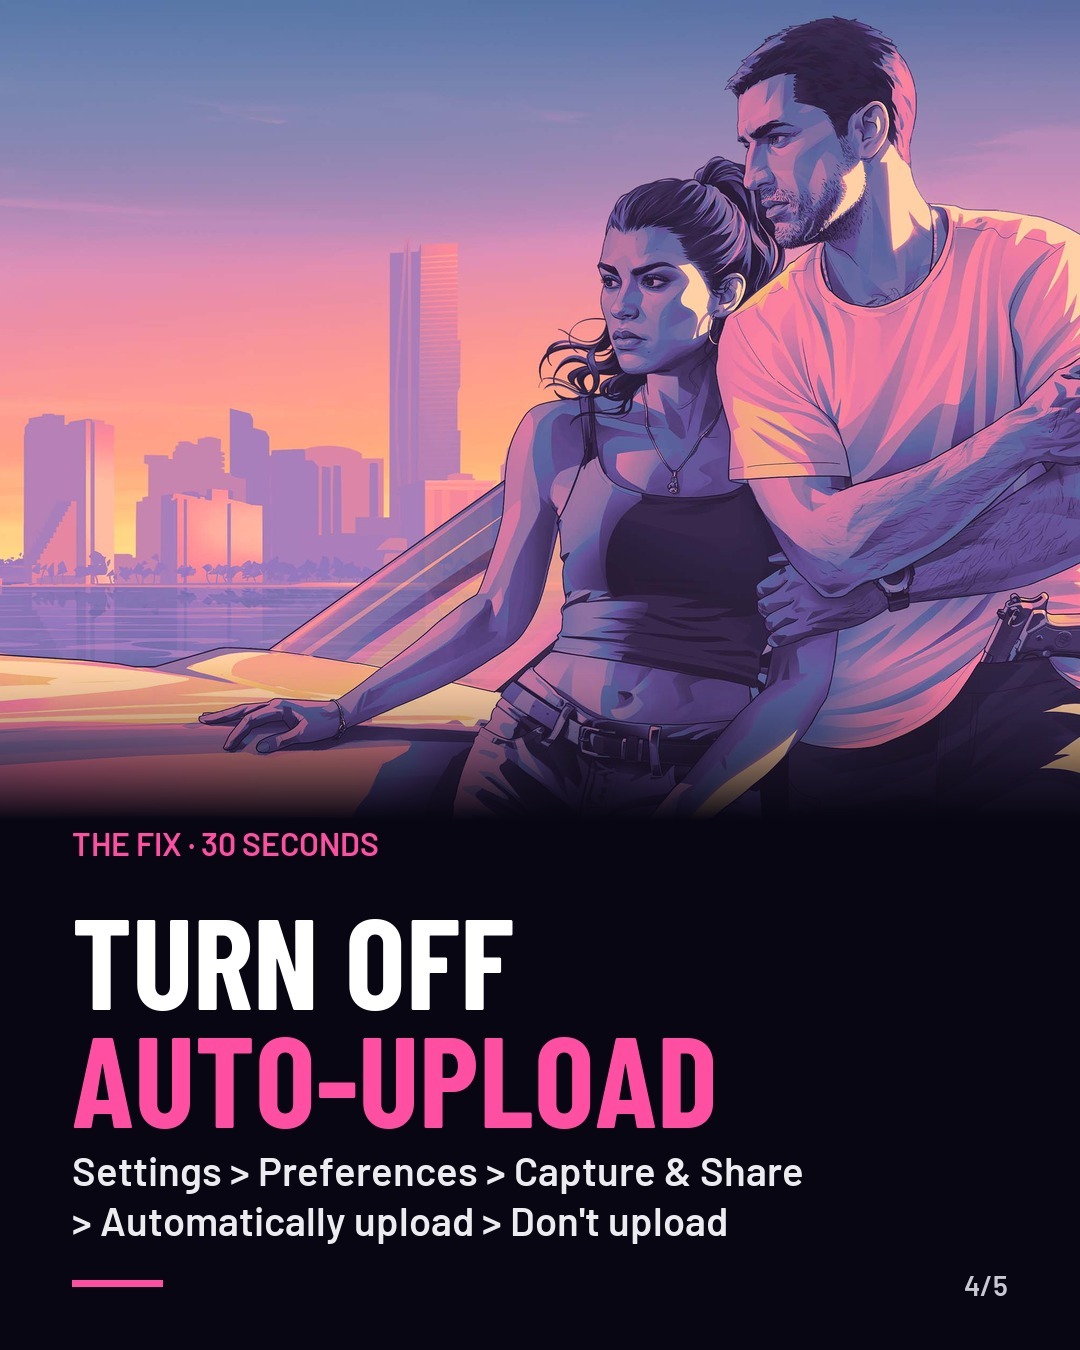 THE FIX · 30 SECONDS
TURN OFF
AUTO-UPLOAD
Settings > Preferences > Capture & Share
> Automatically upload > Don't upload
4/5